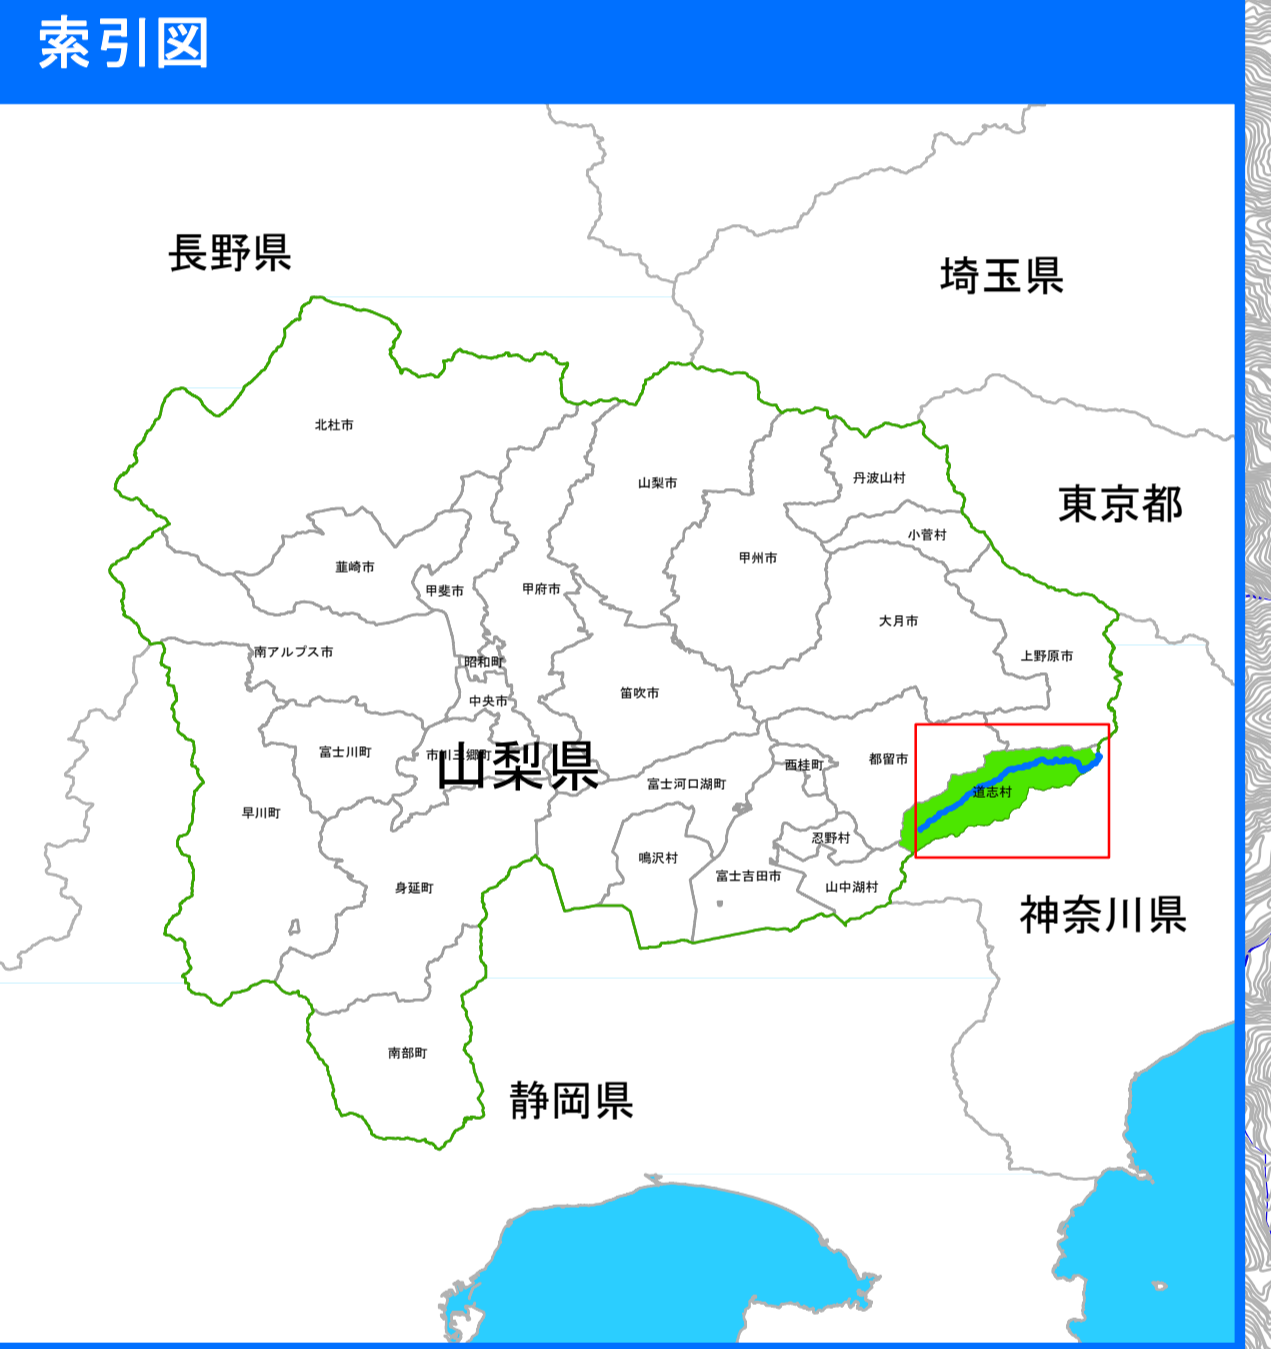 索引図
長野県
埼玉県
北杜市
山梨市
丹波山村
東京都
小菅村
甲州市
韮崎市
甲斐市
甲府市
大月市
南アルプス市
昭和町
上野原市
笛吹市
中央市
富士川町
市川三郷町
山梨県
西桂町
都留市
富士河口湖町
道志村
早川町
忍野村
鳴沢村
富士吉田市
山中湖村
身延町
神奈川県
南部町
静岡県